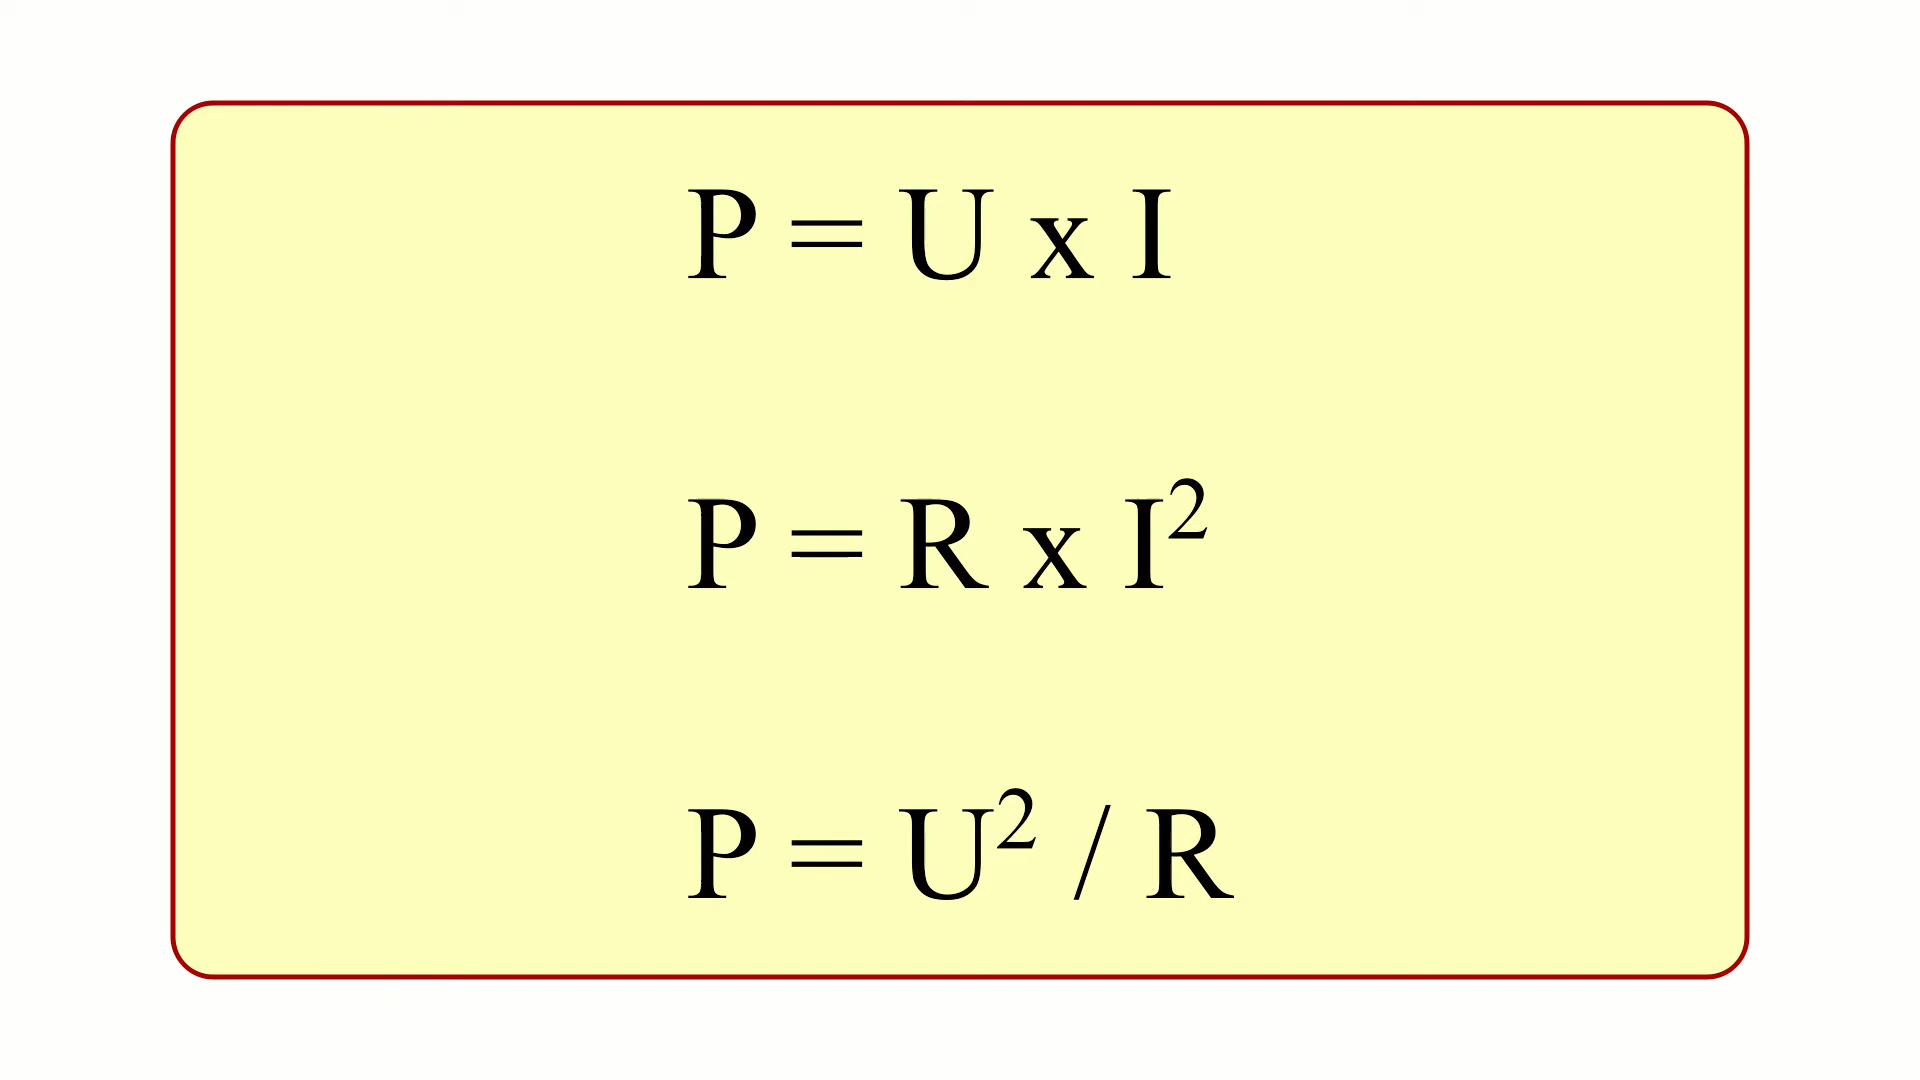 P = U x I
P = R x I²
P = U² / R